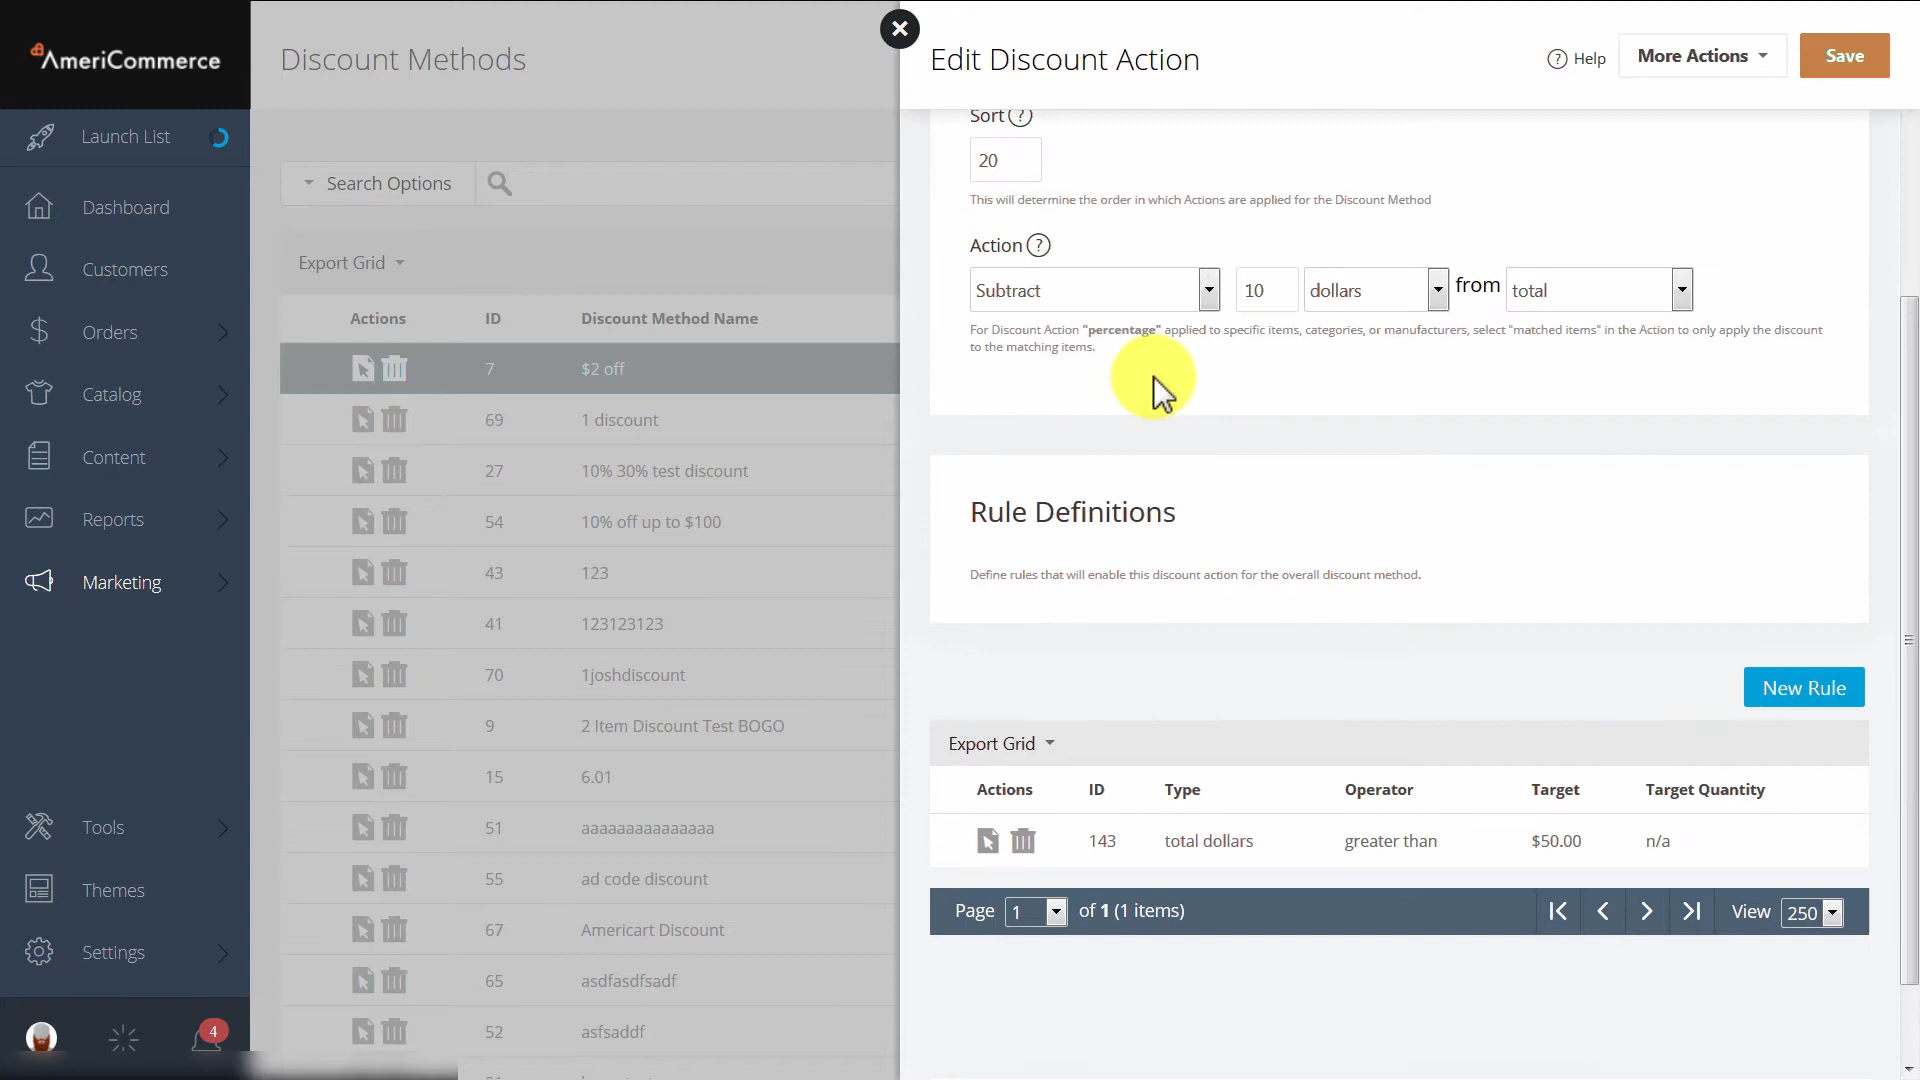 AmeriCommerce
Launch List
Dashboard
Customers
Orders
Catalog
Content
Reports
Marketing
Tools
Themes
Settings
4
Discount Methods
Search Options
Export Grid
Actions ID Discount Method Name
7 $2 off
69 1 discount
27 10% 30% test discount
54 10% off up to $100
43 123
41 123123123
70 1joshdiscount
9 2 Item Discount Test BOGO
15 6.01
51 aaaaaaaaaaaaaaa
55 ad code discount
67 Americart Discount
65 asdfasdfsadf
52 asfsaddf
Edit Discount Action
? Help
More Actions
Save
Sort ?
20
This will determine the order in which Actions are applied for the Discount Method
Action ?
Subtract 10 dollars from total
For Discount Action "percentage" applied to specific items, categories, or manufacturers, select "matched items" in the Action to only apply the discount
to the matching items.
Rule Definitions
Define rules that will enable this discount action for the overall discount method.
New Rule
Export Grid
Actions ID Type Operator Target Target Quantity
143 total dollars greater than $50.00 n/a
Page 1 of 1 (1 items) View 250